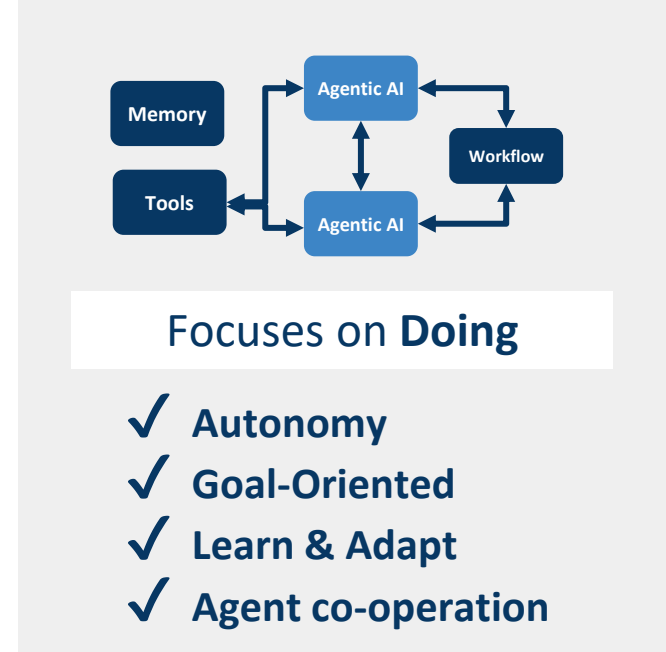 Agentic AI
Memory
Workflow
Tools
Agentic AI
Focuses on Doing
Autonomy
Goal-Oriented
Learn & Adapt
Agent co-operation